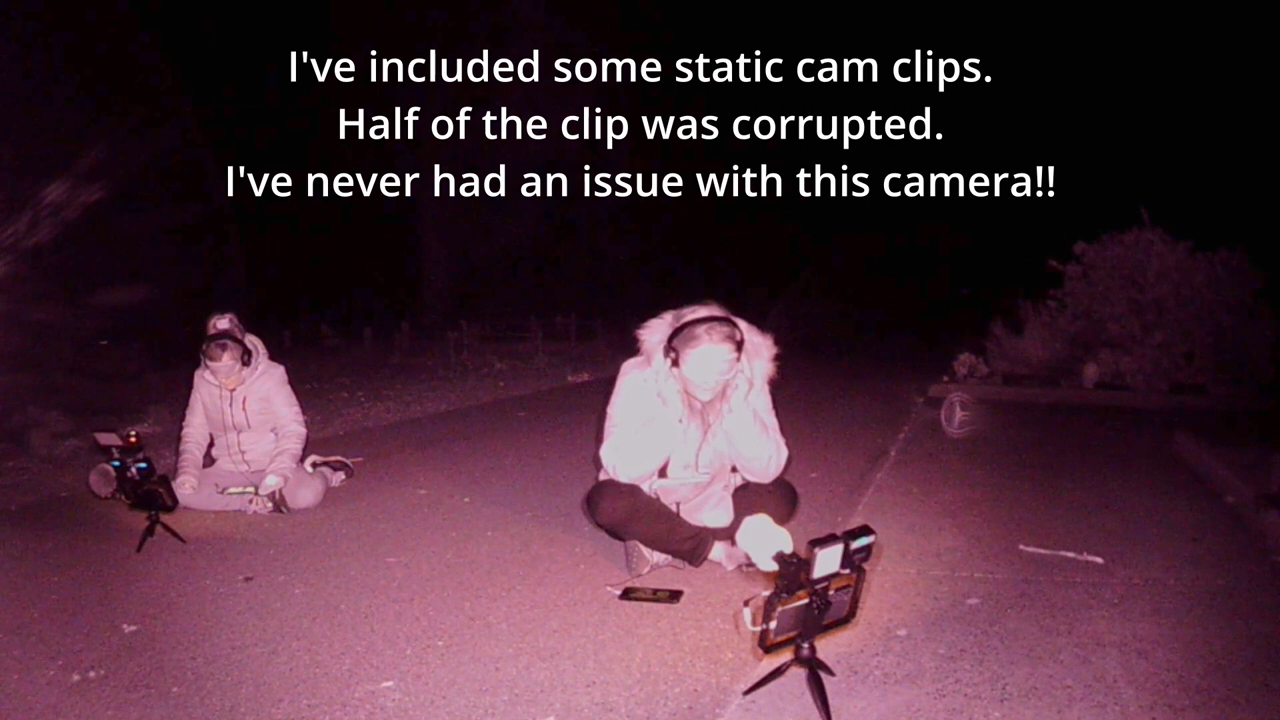 I've included some static cam clips.
Half of the clip was corrupted.
I've never had an issue with this camera!!